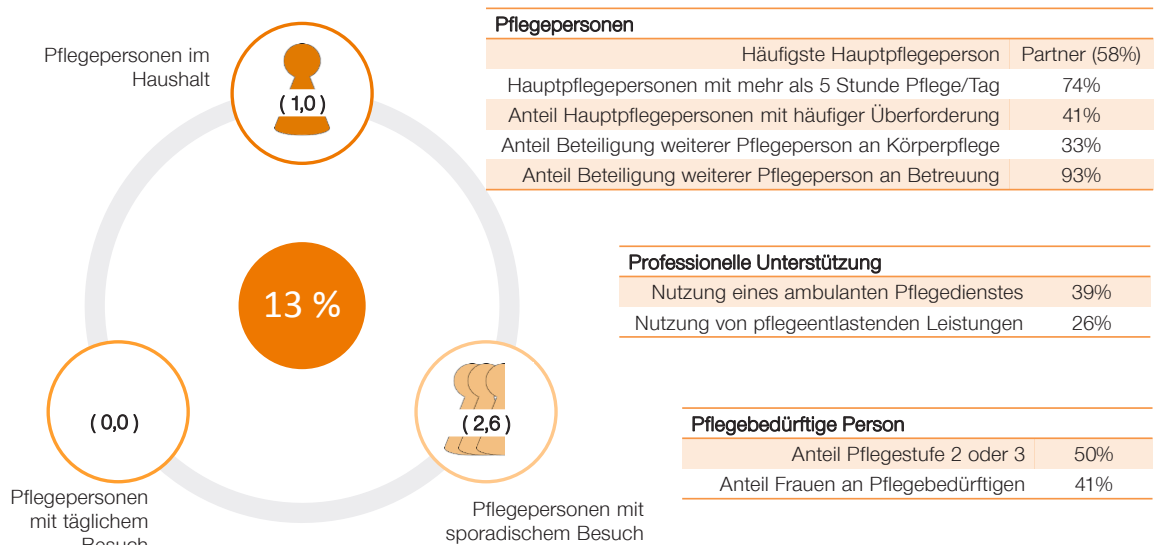 Pflegepersonen im
Haushalt
( 1,0 )
13 %
( 0,0 )
( 2,6 )
Pflegepersonen
mit täglichem
Besuch
Pflegepersonen mit
sporadischem Besuch
Pflegepersonen
Häufigste Hauptpflegeperson Partner (58%)
Hauptpflegepersonen mit mehr als 5 Stunde Pflege/Tag 74%
Anteil Hauptpflegepersonen mit häufiger Überforderung 41%
Anteil Beteiligung weiterer Pflegeperson an Körperpflege 33%
Anteil Beteiligung weiterer Pflegeperson an Betreuung 93%
Professionelle Unterstützung
Nutzung eines ambulanten Pflegedienstes 39%
Nutzung von pflegeentlastenden Leistungen 26%
Pflegebedürftige Person
Anteil Pflegestufe 2 oder 3 50%
Anteil Frauen an Pflegebedürftigen 41%